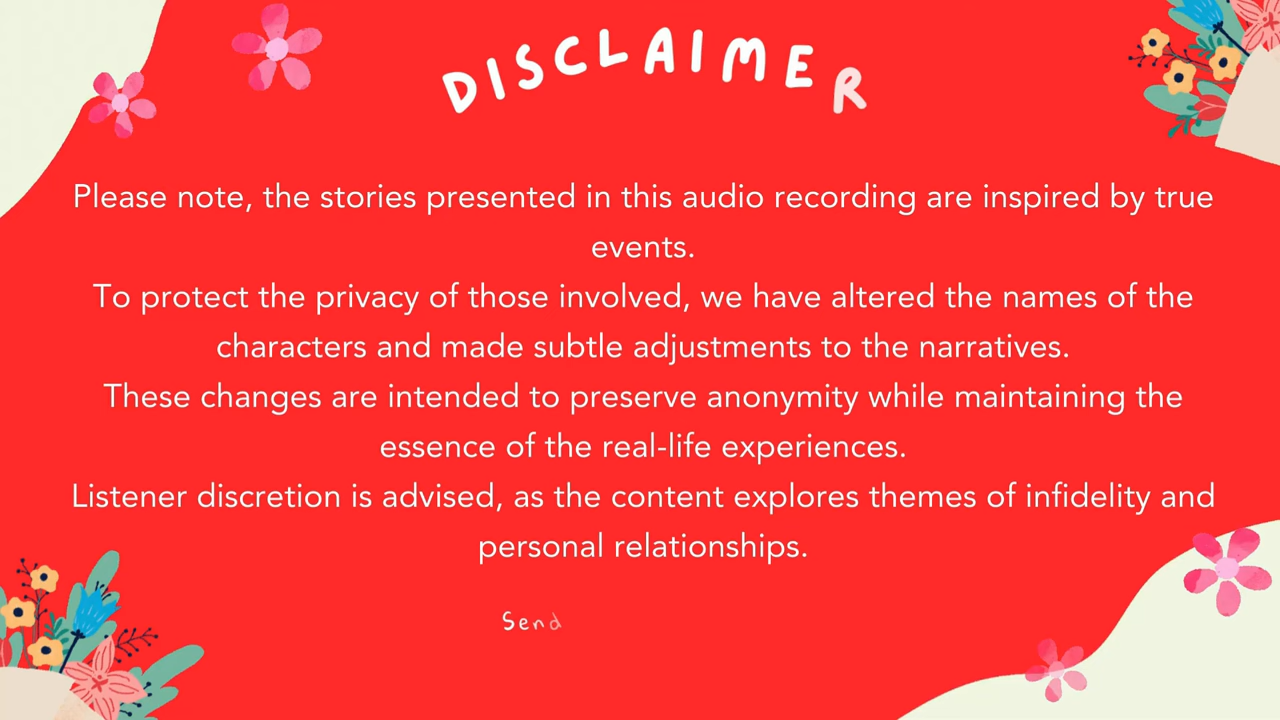 DISCLAIMER
Please note, the stories presented in this audio recording are inspired by true
events.
To protect the privacy of those involved, we have altered the names of the
characters and made subtle adjustments to the narratives.
These changes are intended to preserve anonymity while maintaining the
essence of the real-life experiences.
Listener discretion is advised, as the content explores themes of infidelity and
personal relationships.
Send